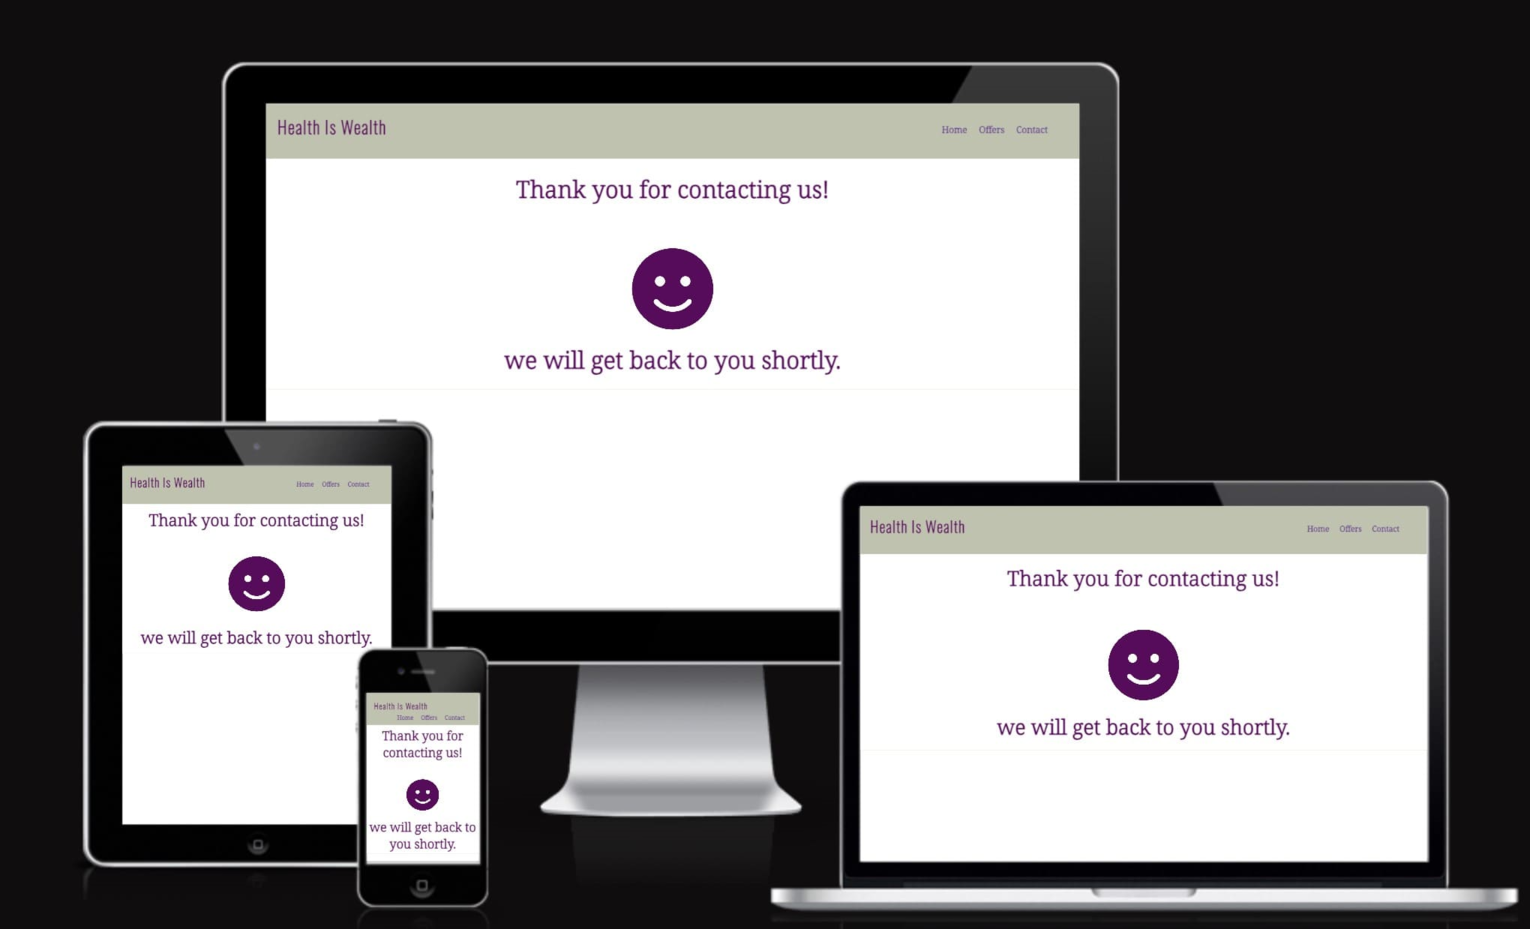 Health Is Wealth
Home Offers Contact
Thank you for contacting us!
we will get back to you shortly.
Health Is Wealth
Home Offers Contact
Thank you for contacting us!
we will get back to you shortly.
Health Is Wealth
Home Offers Contact
Thank you for
contacting us!
we will get back to
you shortly.
Health Is Wealth
Home Offers Contact
Thank you for contacting us!
we will get back to you shortly.